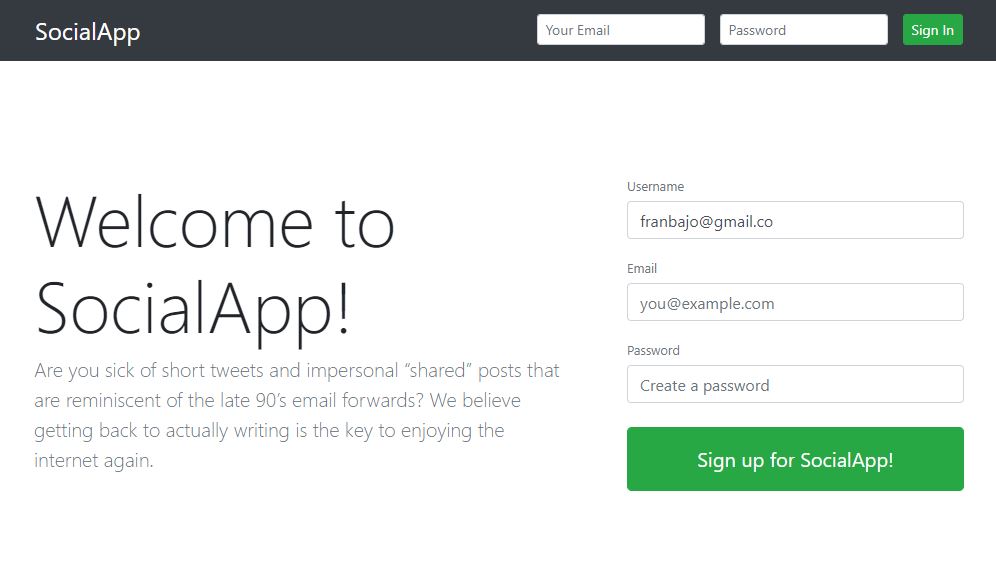 SocialApp
Your Email
Password
Sign In
Welcome to
SocialApp!
Are you sick of short tweets and impersonal “shared” posts that
are reminiscent of the late 90’s email forwards? We believe
getting back to actually writing is the key to enjoying the
internet again.
Username
franbajo@gmail.co
Email
you@example.com
Password
Create a password
Sign up for SocialApp!